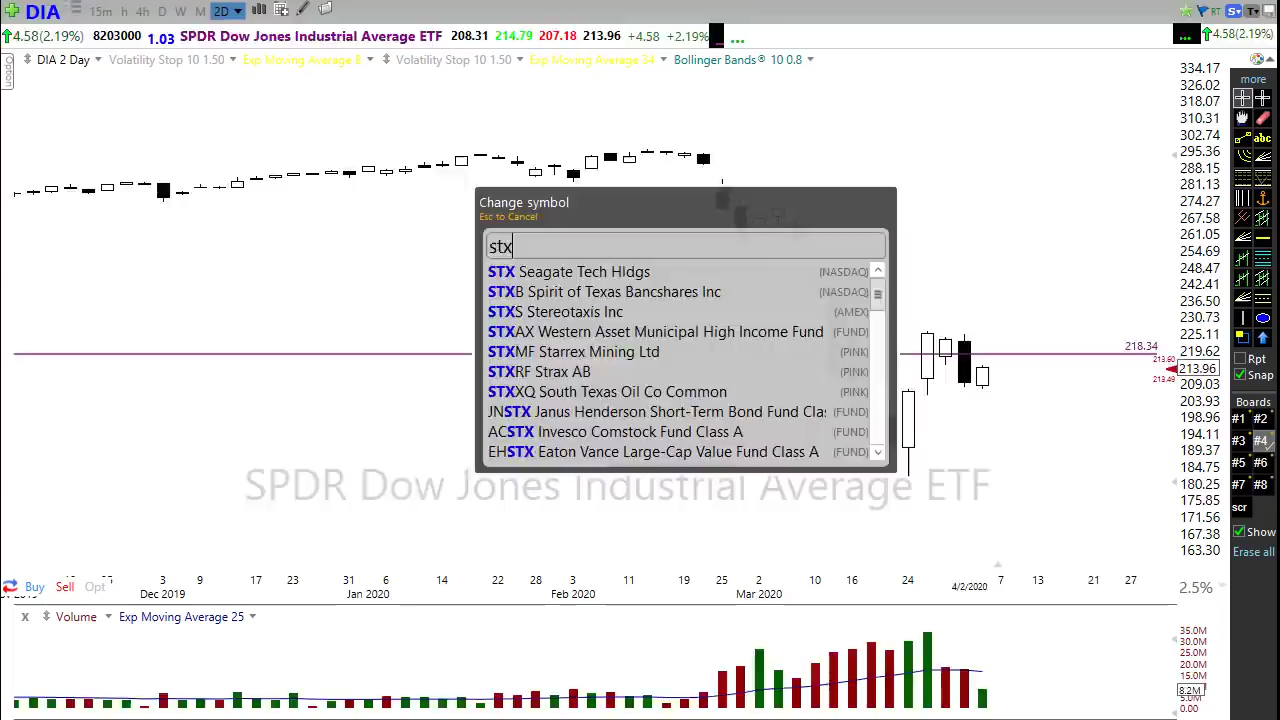 DIA 15m h 4h D W M 2D RT S T
4.58(2.19%) 8203000 1.03 SPDR Dow Jones Industrial Average ETF 208.31 214.79 207.18 213.96 +4.58 +2.19% ... ... 4.58(2.19%)
Option
DIA 2 Day Volatility Stop 10 1.50 Exp Moving Average 8 Volatility Stop 10 1.50 Exp Moving Average 34 Bollinger Bands® 10 0.8
334.17
326.02
318.07
310.31
302.74
295.36
288.15
281.13
274.27
267.58
261.05
254.69
248.47
242.41
236.50
230.73
225.11
219.62
213.96
209.03
203.93
198.96
194.11
189.37
184.75
180.25
175.85
171.56
167.38
163.30
218.34
213.60
213.49
Change symbol
Esc to Cancel
stx
STX Seagate Tech Hldgs (NASDAQ)
STXB Spirit of Texas Bancshares Inc (NASDAQ)
STXS Stereotaxis Inc (AMEX)
STXAX Western Asset Municipal High Income Fund (FUND)
STXMF Starrex Mining Ltd (PINK)
STXRF Strax AB (PINK)
STXXQ South Texas Oil Co Common (PINK)
JNSTX Janus Henderson Short-Term Bond Fund Clas (FUND)
ACSTX Invesco Comstock Fund Class A (FUND)
EHSTX Eaton Vance Large-Cap Value Fund Class A (FUND)
SPDR Dow Jones Industrial Average ETF
more
abc
Rpt
Snap
Boards
#1 #2
#3 #4
#5 #6
#7 #8
scr
Show
Erase all
Buy Sell Opt
3 9 17 23 31 6 14 22 28 3 11 19 25 2 10 16 24 7 13 21 27
Dec 2019 Jan 2020 Feb 2020 Mar 2020 4/2/2020
2.5%
x Volume Exp Moving Average 25
35.0M
30.0M
25.0M
20.0M
15.0M
10.0M
8.2M
5.0M
0.00